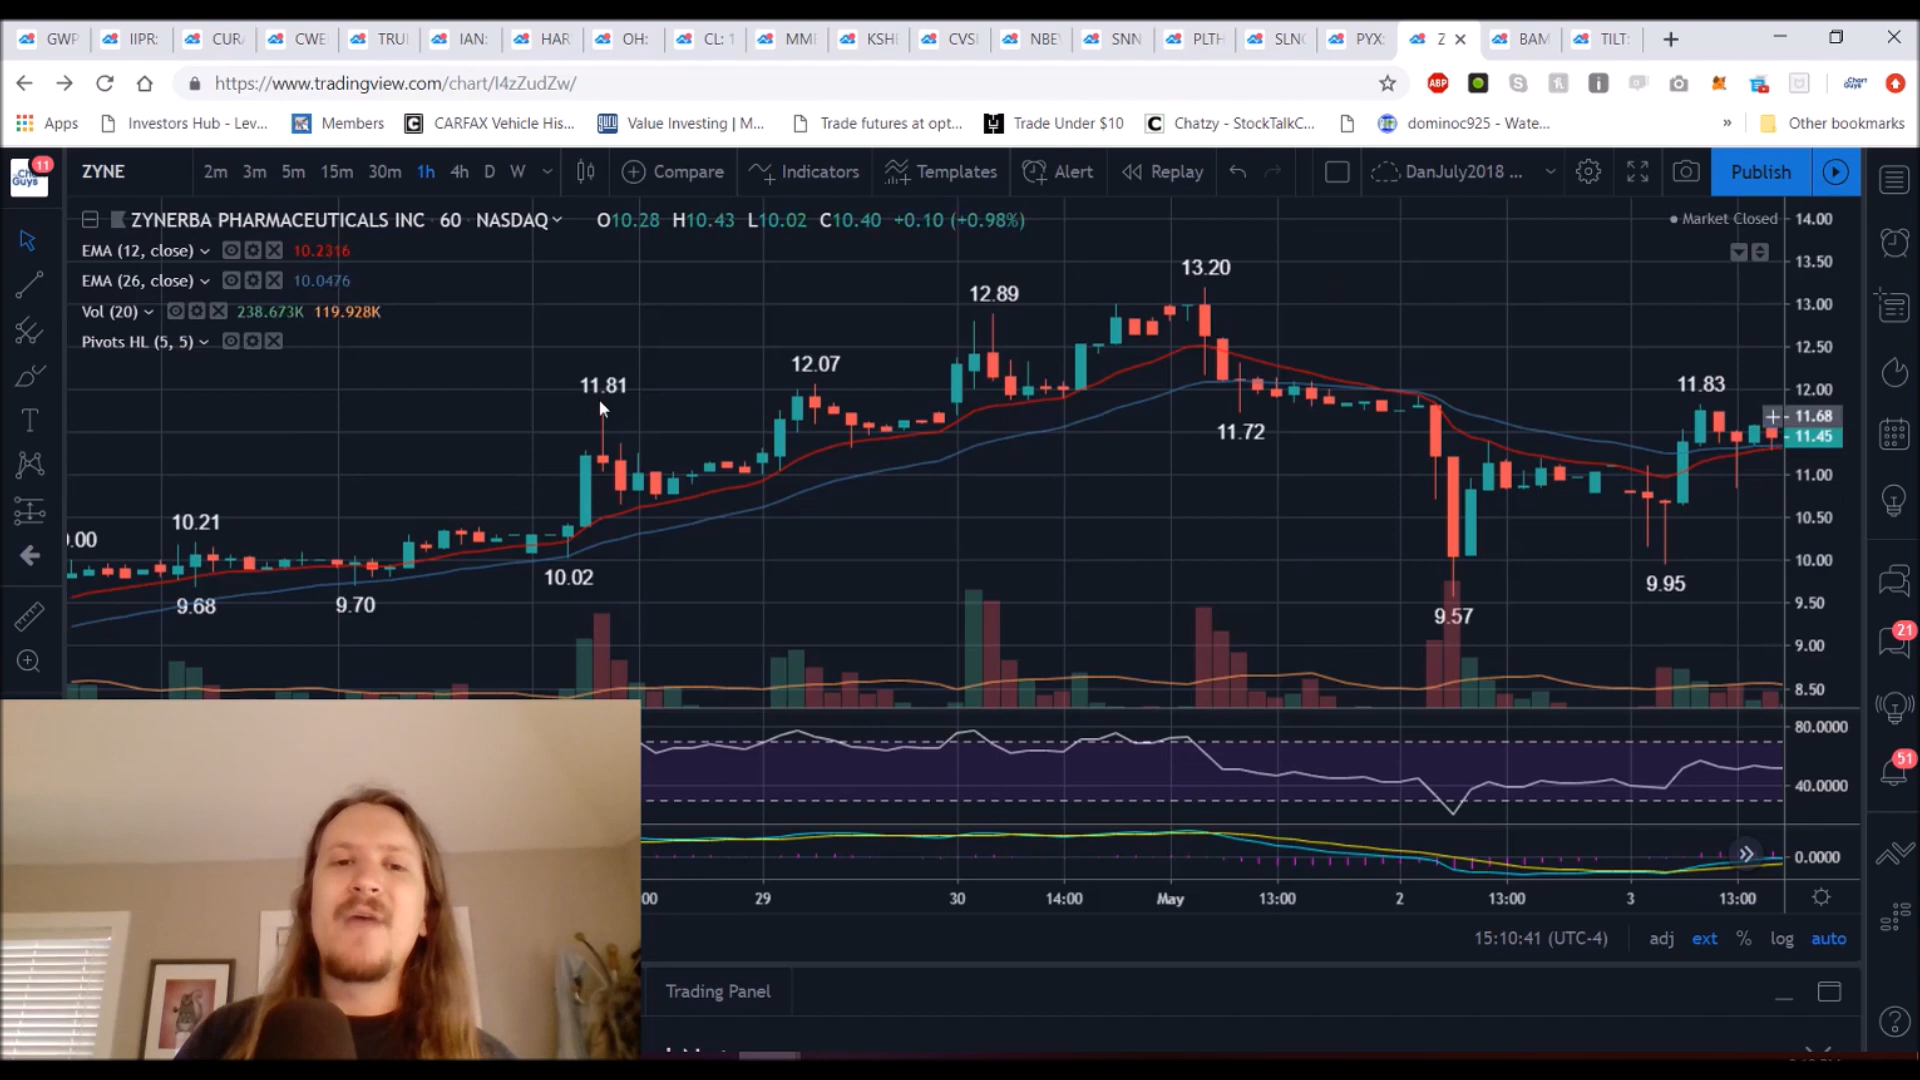 GWP IIPR: CUR CWE TRU IAN: HAR OH: CL: 1 MM KSH CVS NBE SNN PLTH SLN PYX: Z BAM TILT:
https://www.tradingview.com/chart/I4zZudZw/
ABP
Apps Investors Hub - Lev... Members CARFAX Vehicle His... Value Investing | M... Trade futures at opt... Trade Under $10 Chatzy - StockTalkC... dominoc925 - Wate... » Other bookmarks
11
ZYNE 2m 3m 5m 15m 30m 1h 4h D W Compare Indicators Templates Alert Replay DanJuly2018 ... Publish
ZYNERBA PHARMACEUTICALS INC 60 NASDAQ O10.28 H10.43 L10.02 C10.40 +0.10 (+0.98%)
Market Closed
EMA (12, close) 10.2316
EMA (26, close) 10.0476
Vol (20) 238.673K 119.928K
Pivots HL (5, 5)
14.00
13.50
13.00
12.50
12.00
11.68
11.45
11.00
10.50
10.00
9.50
9.00
8.50
13.20
12.89
12.07
11.81
11.83
11.72
10.21
.00
10.02
9.68
9.70
9.95
9.57
21
51
80.0000
40.0000
0.0000
00 29 30 14:00 May 13:00 2 13:00 3 13:00
15:10:41 (UTC-4) adj ext % log auto
Trading Panel